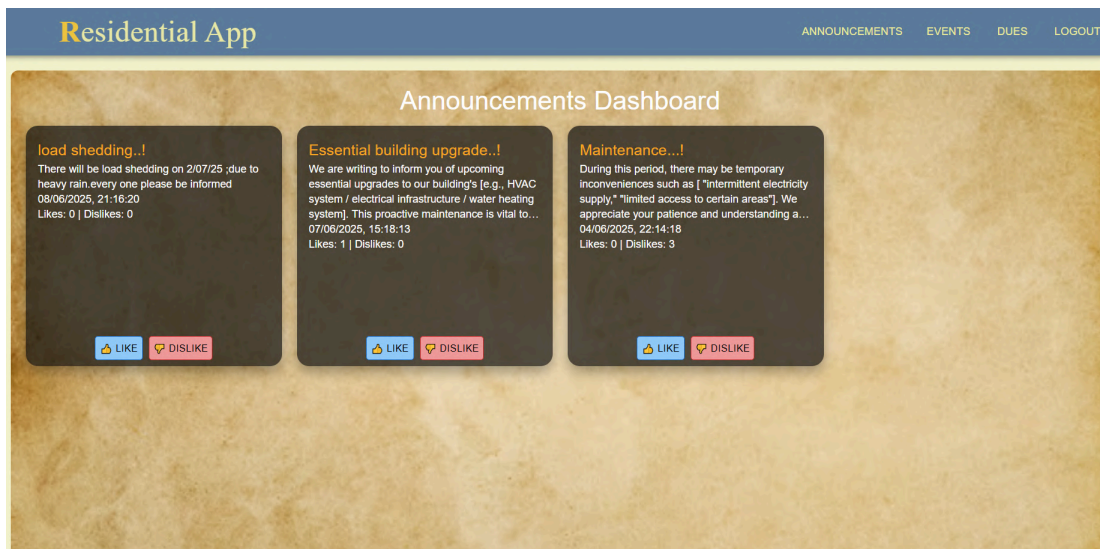 Residential App
ANNOUNCEMENTS EVENTS DUES LOGOUT
Announcements Dashboard
load shedding..!
There will be load shedding on 2/07/25 ;due to
heavy rain.every one please be informed
08/06/2025, 21:16:20
Likes: 0 | Dislikes: 0
LIKE DISLIKE
Essential building upgrade..!
We are writing to inform you of upcoming
essential upgrades to our building's [e.g., HVAC
system / electrical infrastructure / water heating
system]. This proactive maintenance is vital to…
07/06/2025, 15:18:13
Likes: 1 | Dislikes: 0
LIKE DISLIKE
Maintenance...!
During this period, there may be temporary
inconveniences such as [ "intermittent electricity
supply," "limited access to certain areas"]. We
appreciate your patience and understanding a…
04/06/2025, 22:14:18
Likes: 0 | Dislikes: 3
LIKE DISLIKE